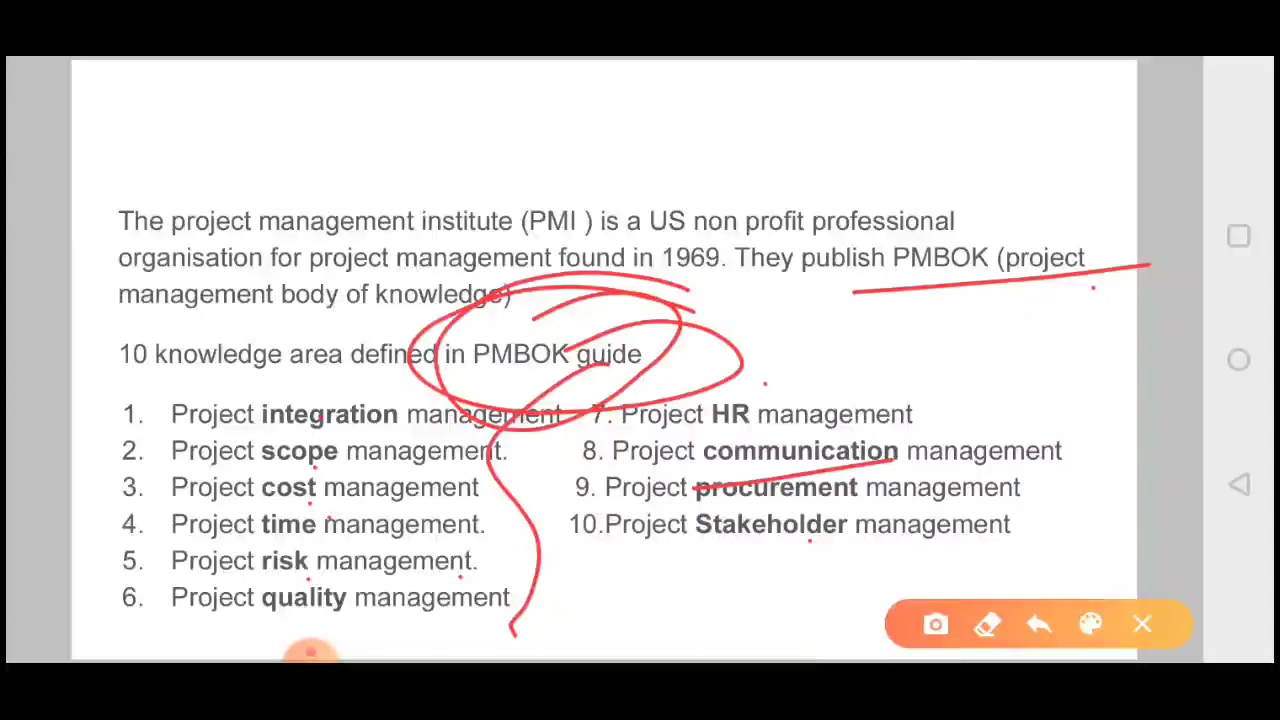 The project management institute (PMI ) is a US non profit professional
organisation for project management found in 1969. They publish PMBOK (project
management body of knowledge)
10 knowledge area defined in PMBOK guide
1. Project integration management 7. Project HR management
2. Project scope management. 8. Project communication management
3. Project cost management 9. Project procurement management
4. Project time management. 10.Project Stakeholder management
5. Project risk management.
6. Project quality management